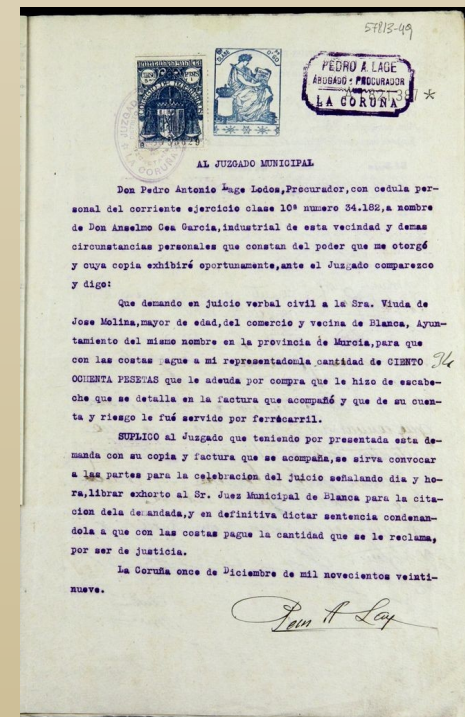 57813-49
PEDRO A. LAGE
ABOGADO Y PROCURADOR
LA CORUÑA
*
AL JUZGADO MUNICIPAL
Don Pedro Antonio Lage Lodos,Procurador,con cedula per-
sonal del corriente ejercicio clase 10ª numero 34.182,a nombre
de Don Anselmo Cea Garcia,industrial de esta vecindad y demas
circunstancias personales que constan del poder que me otorgó
y cuya copia exhibiré oportunamente,ante el Juzgado comparezco
y digo:
Que demando en juicio verbal civil a la Sra. Viuda de
Jose Molina,mayor de edad,del comercio y vecina de Blanca, Ayun-
tamiento del mismo nombre en la provincia de Murcia,para que
con las costas pague a mi representadomla cantidad de CIENTO
OCHENTA PESETAS que le adeuda por compra que le hizo de escabe-
che que se detalla en la factura que acompañó y que de su cuen-
ta y riesgo le fué servido por ferrocarril.
SUPLICO al Juzgado que teniendo por presentada esta de-
manda con su copia y factura que se acompaña,se sirva convocar
a las partes para la celebracion del juicio señalando dia y ho-
ra,librar exhorto al Sr. Juez Municipal de Blanca para la cita-
cion dela demandada,y en definitiva dictar sentencia condenan-
dola a que con las costas pague la cantidad que se le reclama,
por ser de justicia.
La Coruña once de Diciembre de mil novecientos veinti-
nueve.